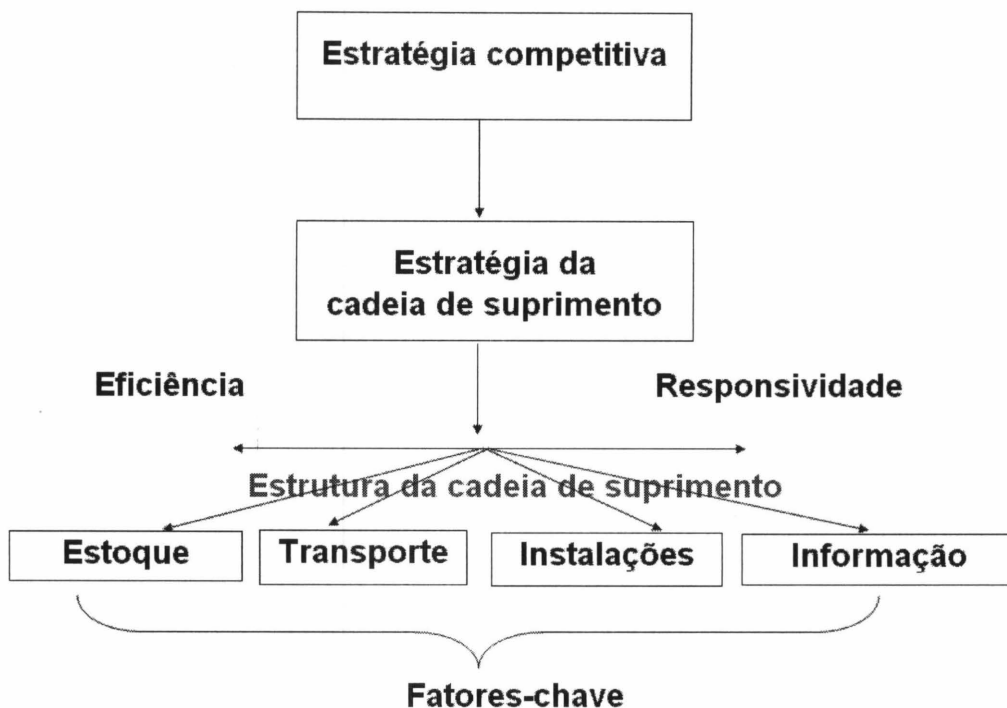 Estratégia competitiva
Estratégia da
cadeia de suprimento
Eficiência
Responsividade
Estrutura da cadeia de suprimento
Estoque
Transporte
Instalações
Informação
Fatores-chave